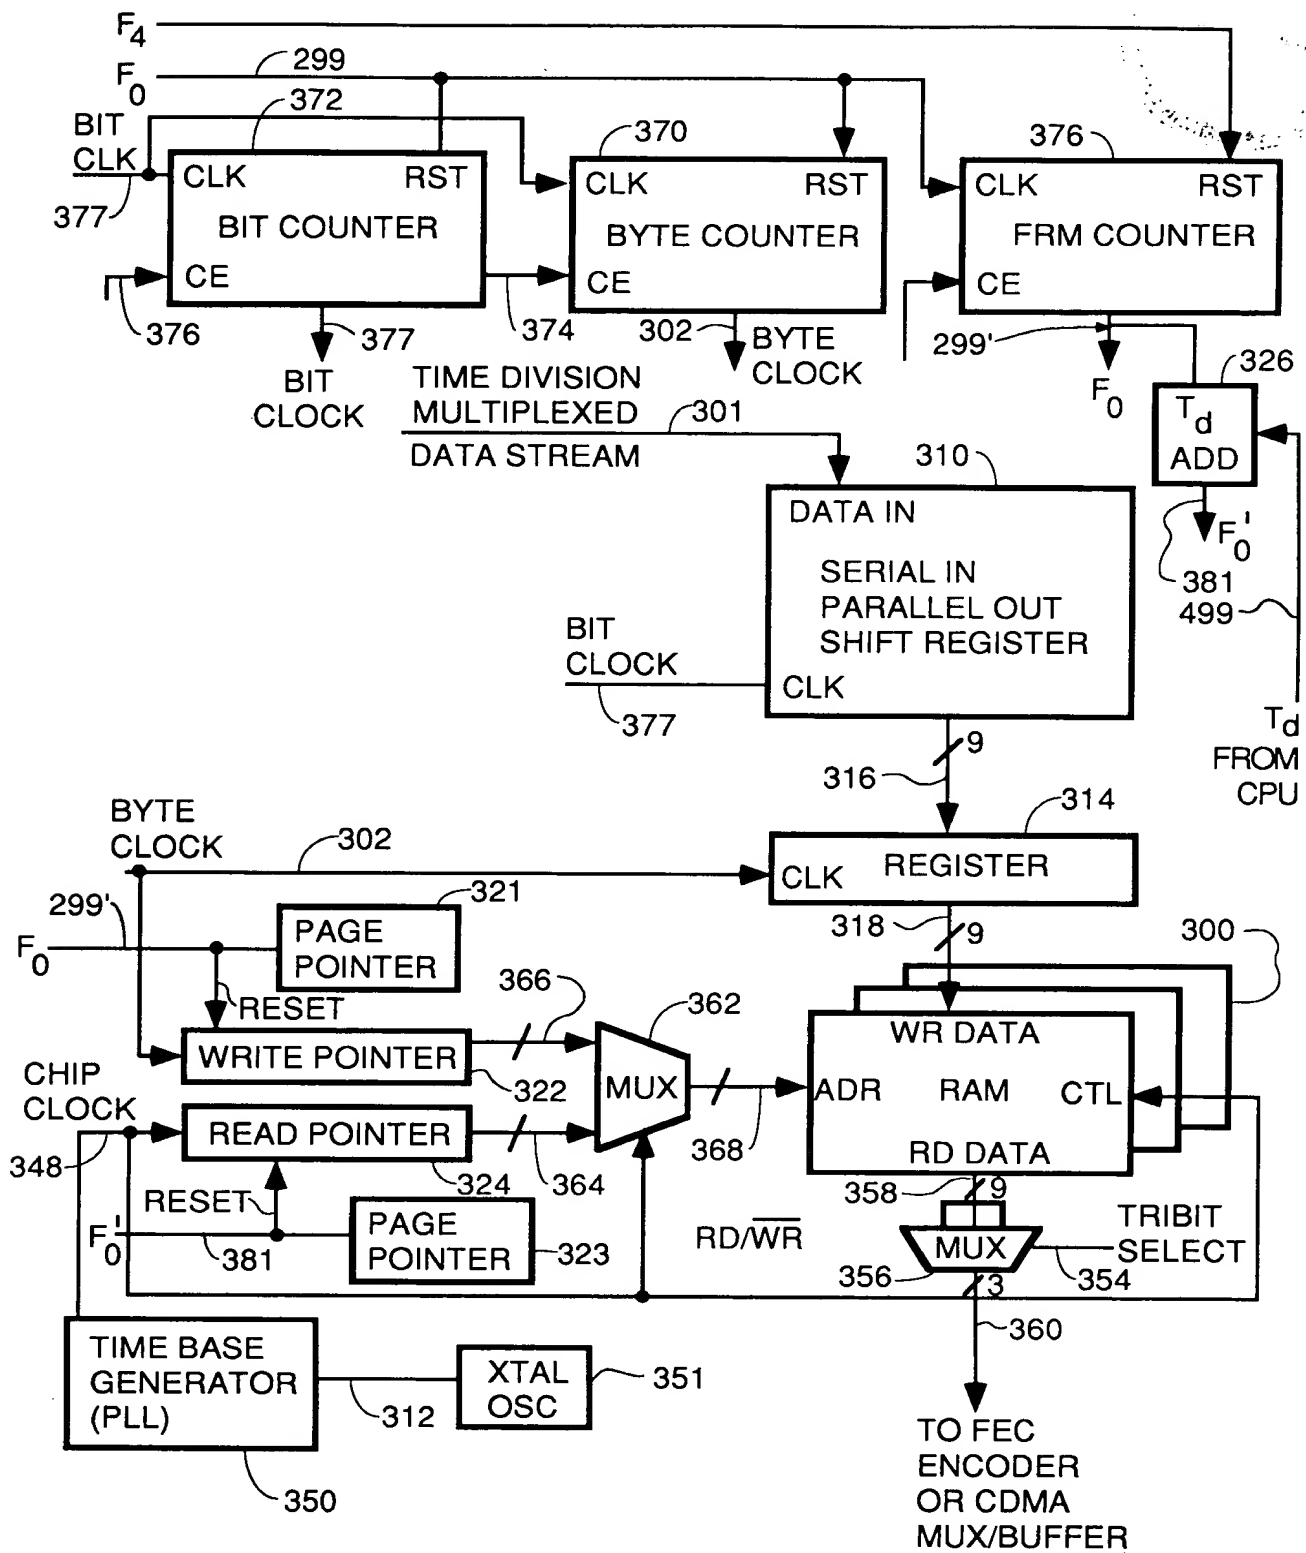 F4
F0
299
372
BIT
CLK
377
CLK
RST
BIT COUNTER
CE
376
377
BIT
CLOCK
374
370
CLK
RST
BYTE COUNTER
CE
302
BYTE
CLOCK
376
CLK
RST
FRM COUNTER
CE
299'
F0
326
Td
ADD
F0'
381
499
Td
FROM
CPU
TIME DIVISION
MULTIPLEXED
301
DATA STREAM
310
DATA IN
SERIAL IN
PARALLEL OUT
SHIFT REGISTER
CLK
BIT
CLOCK
377
9
316
314
REGISTER
CLK
BYTE
CLOCK
302
318
9
299'
F0
321
PAGE
POINTER
RESET
366
362
300
WRITE POINTER
322
MUX
WR DATA
ADR
RAM
CTL
RD DATA
CHIP
CLOCK
348
READ POINTER
324
364
368
RESET
F0'
381
PAGE
POINTER
323
RD/W̅R̅
358
9
MUX
356
TRIBIT
SELECT
354
3
360
TIME BASE
GENERATOR
(PLL)
350
312
XTAL
OSC
351
TO FEC
ENCODER
OR CDMA
MUX/BUFFER